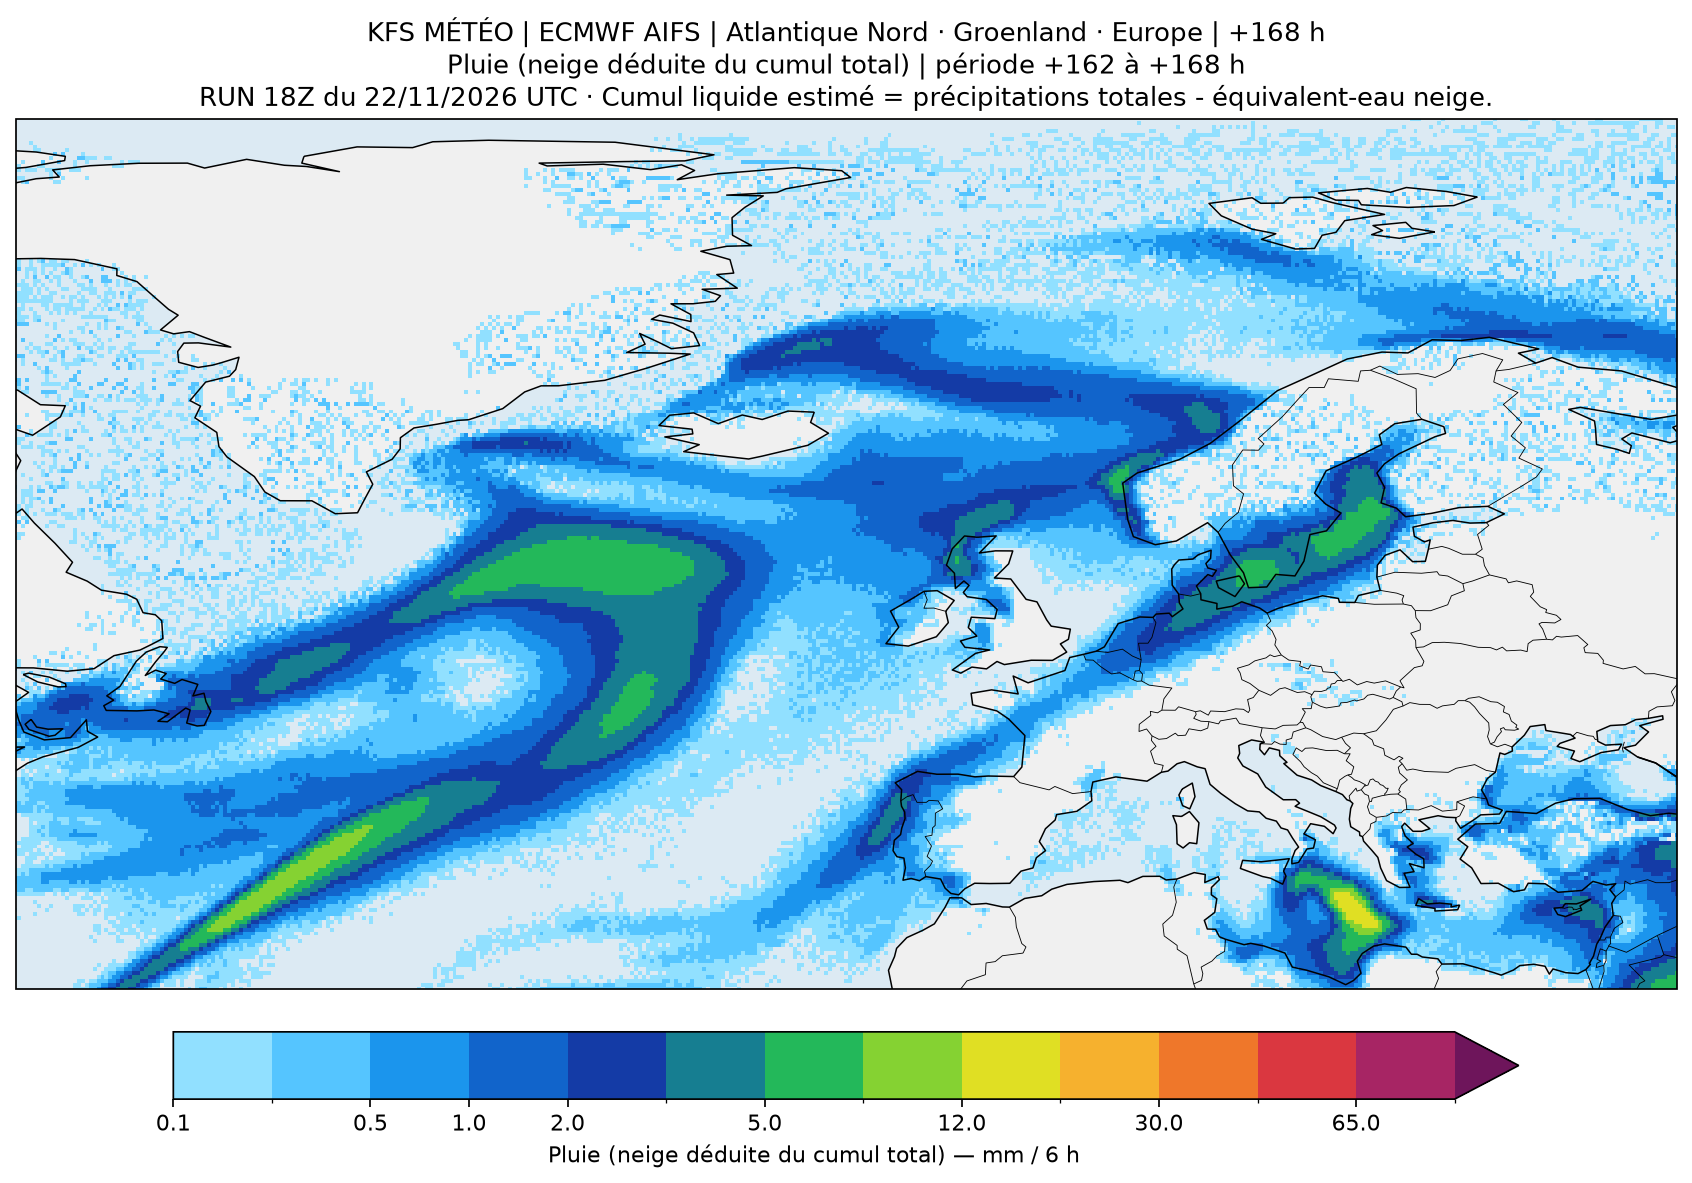 KFS MÉTÉO | ECMWF AIFS | Atlantique Nord · Groenland · Europe | +168 h
Pluie (neige déduite du cumul total) | période +162 à +168 h
RUN 18Z du 22/11/2026 UTC · Cumul liquide estimé = précipitations totales - équivalent-eau neige.
0.1 0.5 1.0 2.0 5.0 12.0 30.0 65.0
Pluie (neige déduite du cumul total) — mm / 6 h